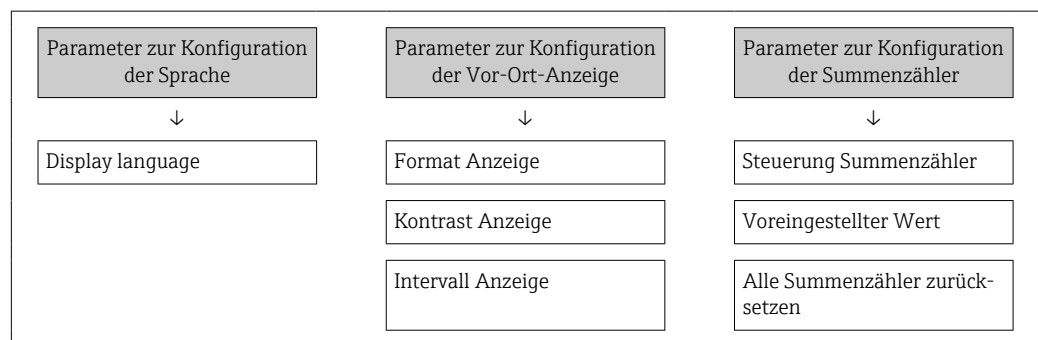 Parameter zur Konfiguration
der Sprache
↓
Display language
Parameter zur Konfiguration
der Vor-Ort-Anzeige
↓
Format Anzeige
Kontrast Anzeige
Intervall Anzeige
Parameter zur Konfiguration
der Summenzähler
↓
Steuerung Summenzähler
Voreingestellter Wert
Alle Summenzähler zurück-
setzen